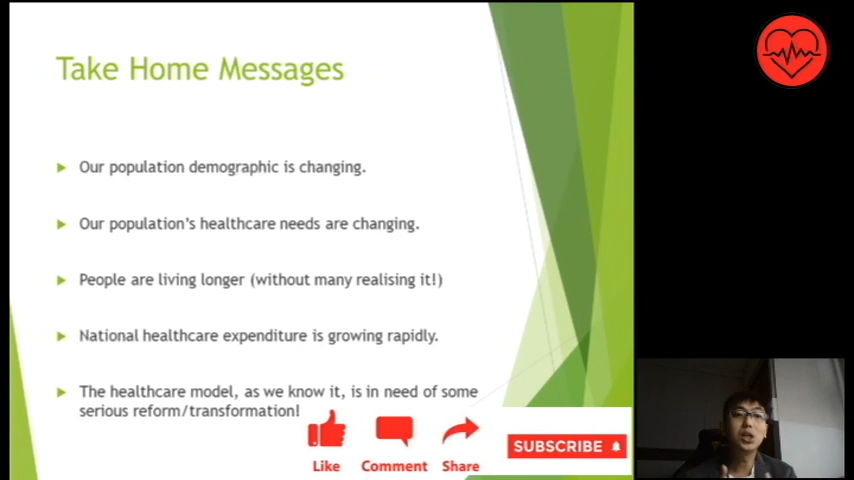 Take Home Messages
Our population demographic is changing.
Our population's healthcare needs are changing.
People are living longer (without many realising it!)
National healthcare expenditure is growing rapidly.
The healthcare model, as we know it, is in need of some
serious reform/transformation!
Like
Comment
Share
SUBSCRIBE